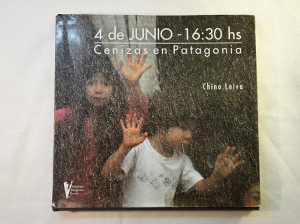 4 de JUNIO - 16:30 hs
Cenizas en Patagonia
Chino Leiva